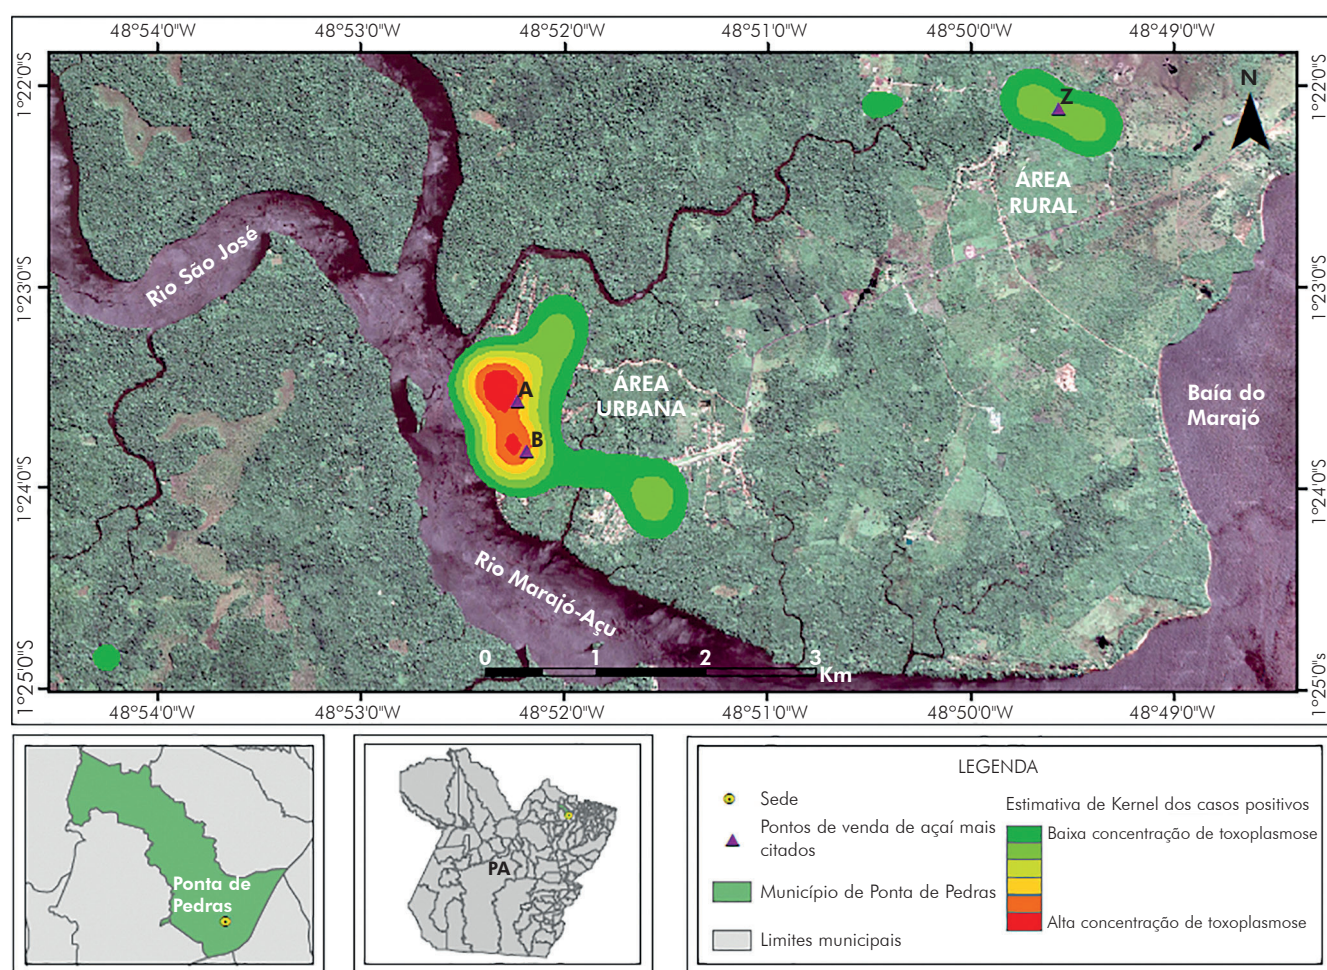 48°54'0"W
48°53'0"W
48°52'0"W
48°51'0"W
48°50'0"W
48°49'0"W
1°22'0"S
1°23'0"S
1°24'0"S
1°25'0"S
1°22'0"S
1°23'0"S
1°24'0"S
1°25'0"s
Z
N
ÁREA
RURAL
Rio São José
A
B
ÁREA
URBANA
Baía do
Marajó
Rio Marajó-Açu
0 1 2 3
Km
48°54'0"W
48°53'0"W
48°52'0"W
48°51'0"W
48°50'0"W
48°49'0"W
Ponta de
Pedras
PA
LEGENDA
Sede
Pontos de venda de açaí mais
citados
Município de Ponta de Pedras
Limites municipais
Estimativa de Kernel dos casos positivos
Baixa concentração de toxoplasmose
Alta concentração de toxoplasmose